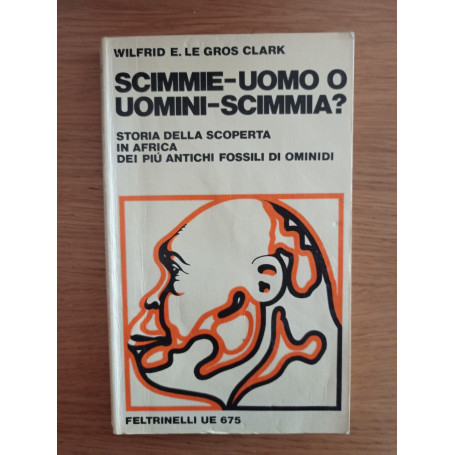 WILFRID E. LE GROS CLARK
SCIMMIE-UOMO O
UOMINI-SCIMMIA?
STORIA DELLA SCOPERTA
IN AFRICA
DEI PIÚ ANTICHI FOSSILI DI OMINIDI
FELTRINELLI UE 675